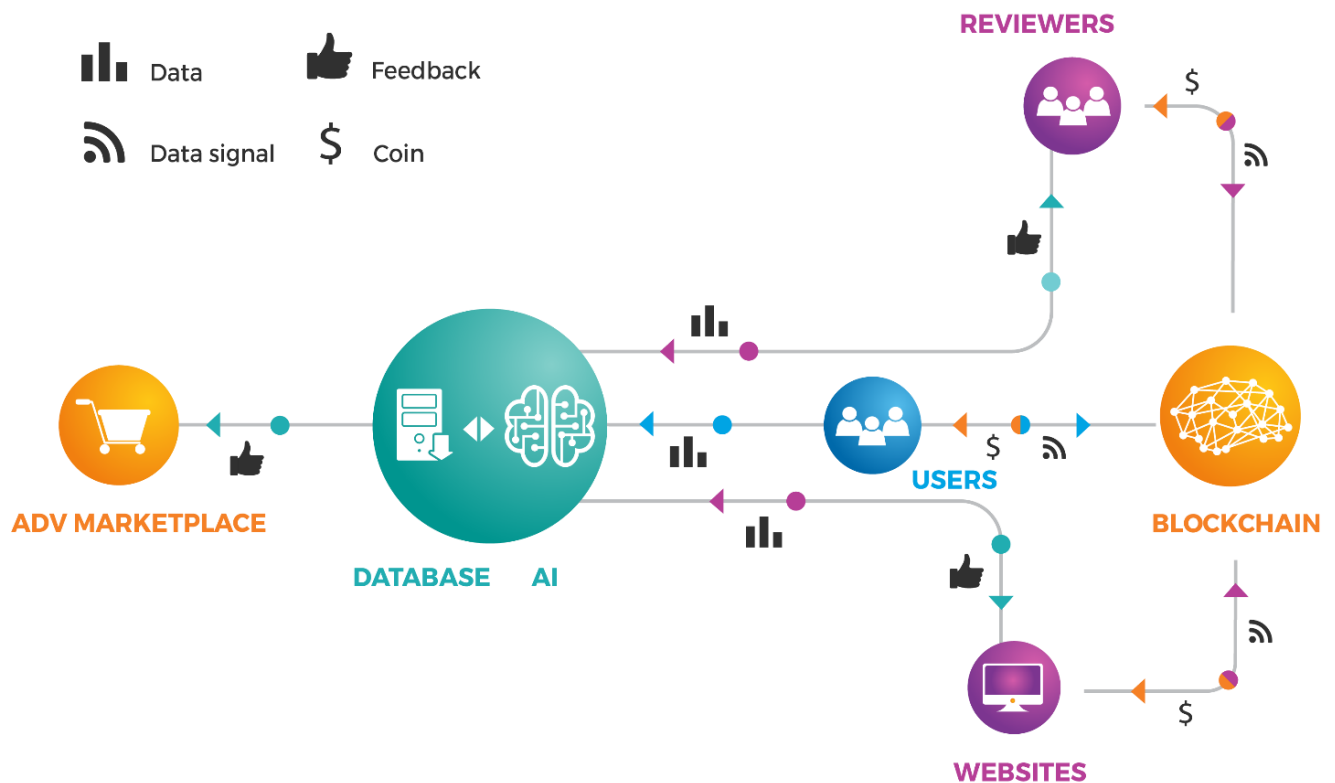 REVIEWERS
Data
Feedback
Data signal
$ Coin
$
$
USERS
ADV MARKETPLACE
BLOCKCHAIN
DATABASE AI
$
WEBSITES